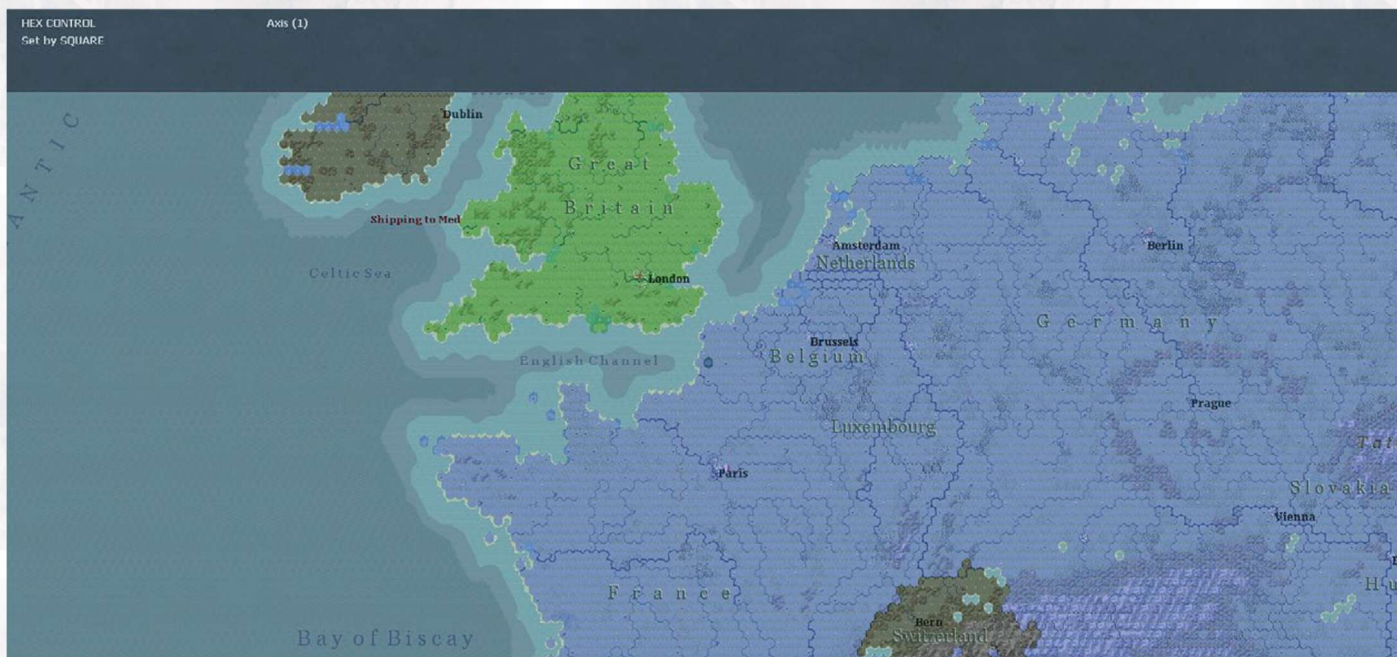 HEX CONTROL
Axis (1)
Set by SQUARE
ANTIC
Dublin
Great
Britain
Shipping to Med
Amsterdam
Berlin
Netherlands
Celtic Sea
London
Germany
Brussels
Belgium
English Channel
Prague
Luxembourg
Paris
Slovakia
Vienna
France
Bern
Switzerland
Bay of Biscay